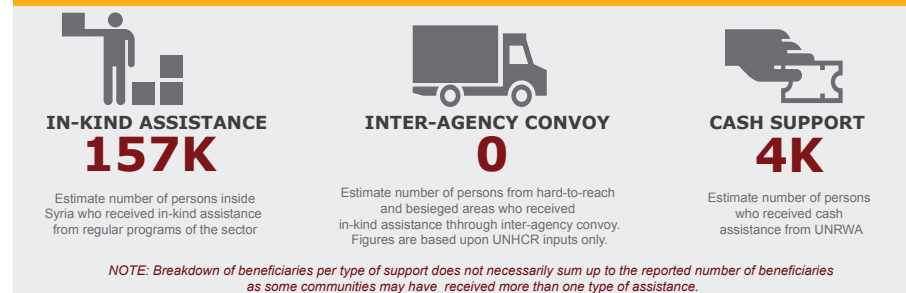 IN-KIND ASSISTANCE
157K
Estimate number of persons inside
Syria who received in-kind assistance
from regular programs of the sector
INTER-AGENCY CONVOY
0
Estimate number of persons from hard-to-reach
and besieged areas who received
in-kind assistance thhrough inter-agency convoy.
Figures are based upon UNHCR inputs only.
CASH SUPPORT
4K
Estimate number of persons
who received cash
assistance from UNRWA
NOTE: Breakdown of beneficiaries per type of support does not necessarily sum up to the reported number of beneficiaries
as some communities may have received more than one type of assistance.